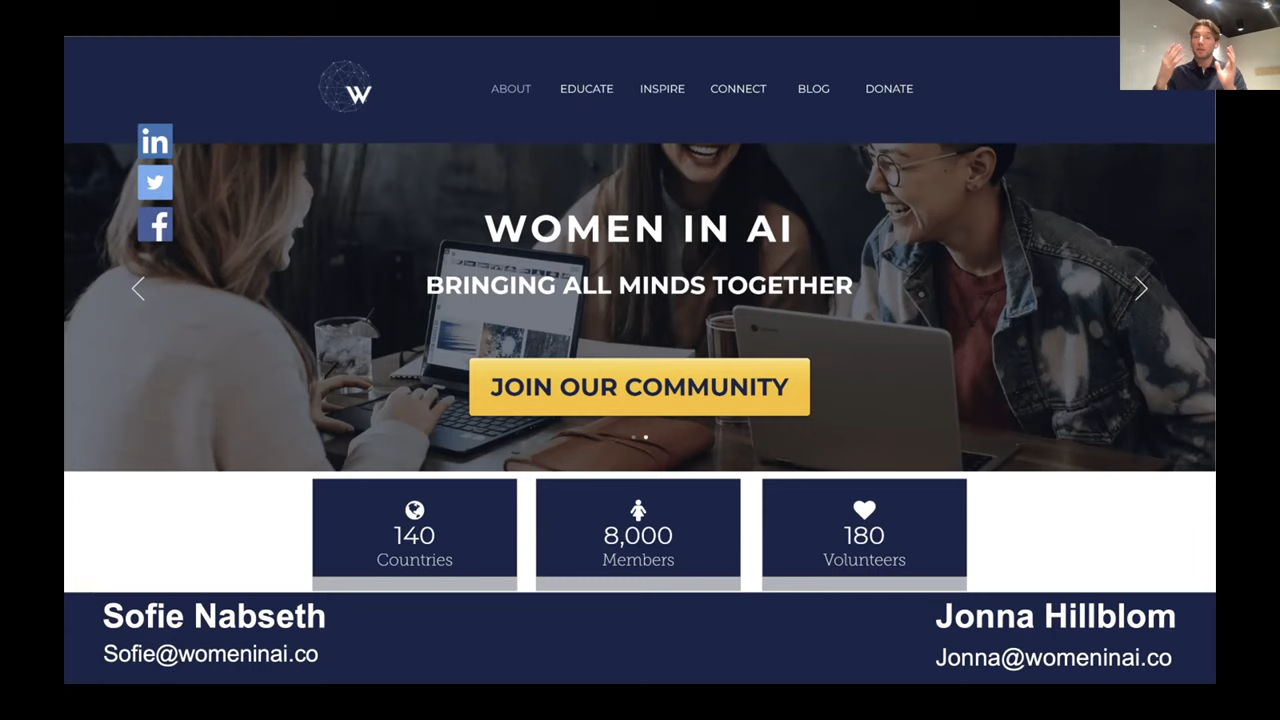 W
ABOUT EDUCATE INSPIRE CONNECT BLOG DONATE
in
f
WOMEN IN AI
BRINGING ALL MINDS TOGETHER
JOIN OUR COMMUNITY
140
Countries
8,000
Members
180
Volunteers
Sofie Nabseth
Sofie@womeninai.co
Jonna Hillblom
Jonna@womeninai.co